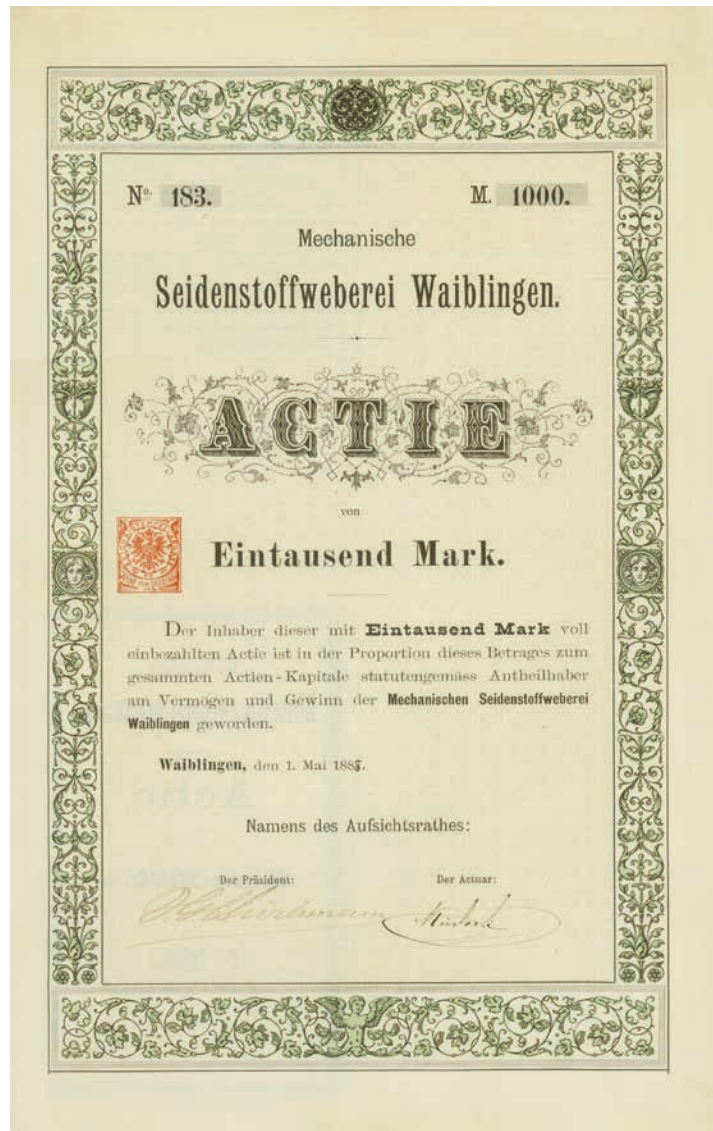 No. 183. M. 1000.
Mechanische
Seidenstoffweberei Waiblingen.
ACTIE
von
Eintausend Mark.
Der Inhaber dieser mit Eintausend Mark voll
einbezahlten Actie ist in der Proportion dieses Betrages zum
gesammten Actien-Kapitale statutengemäss Antheilhaber
am Vermögen und Gewinn der Mechanischen Seidenstoffweberei
Waiblingen geworden.
Waiblingen, den 1. Mai
Namens des Aufsichtsrathes:
Der Präsident: Der Actuar: